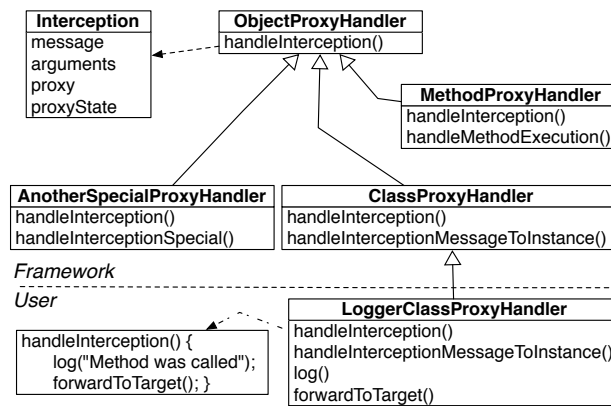 Interception
message
arguments
proxy
proxyState
ObjectProxyHandler
handleInterception()
MethodProxyHandler
handleInterception()
handleMethodExecution()
AnotherSpecialProxyHandler
handleInterception()
handleInterceptionSpecial()
ClassProxyHandler
handleInterception()
handleInterceptionMessageToInstance()
Framework
User
handleInterception() {
log("Method was called");
forwardToTarget(); }
LoggerClassProxyHandler
handleInterception()
handleInterceptionMessageToInstance()
log()
forwardToTarget()